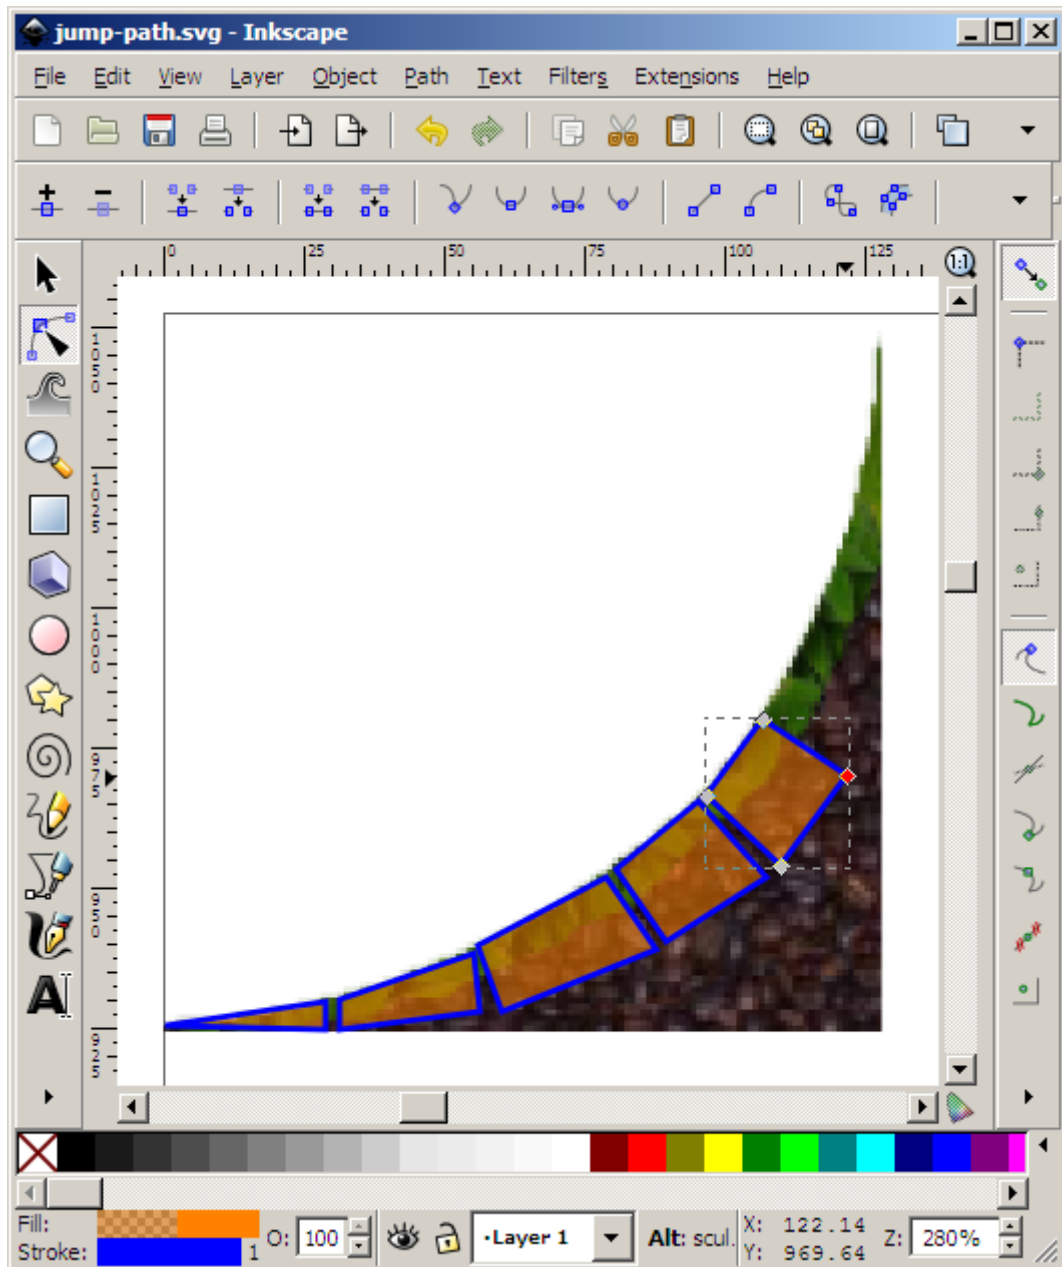 jump-path.svg - Inkscape
File Edit View Layer Object Path Text Filters Extensions Help
0 25 50 75 100 125
1:1
1050
1025
1000
975
950
925
A
Fill:
Stroke: 1
O: 100
·Layer 1
Alt: scul.
X: 122.14
Y: 969.64
Z: 280%